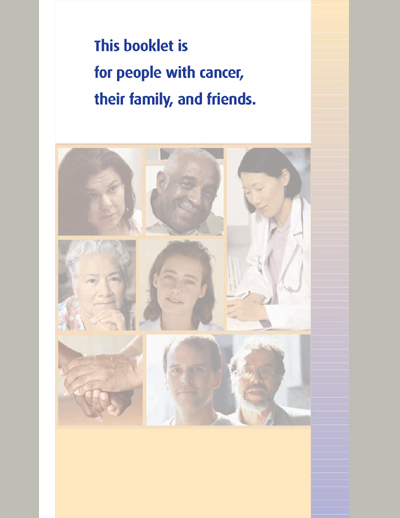 This booklet is
for people with cancer,
their family, and friends.